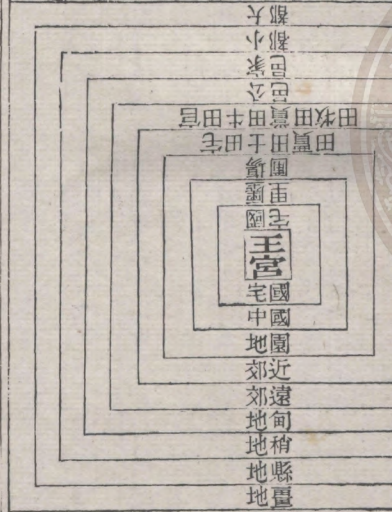 大都
小都
家邑
公邑
官田牛田賞田牧田
宅田士田賈田
場圃
廛里
國宅
王宮
國宅
國中
園地
近郊
遠郊
甸地
稍地
縣地
畺地